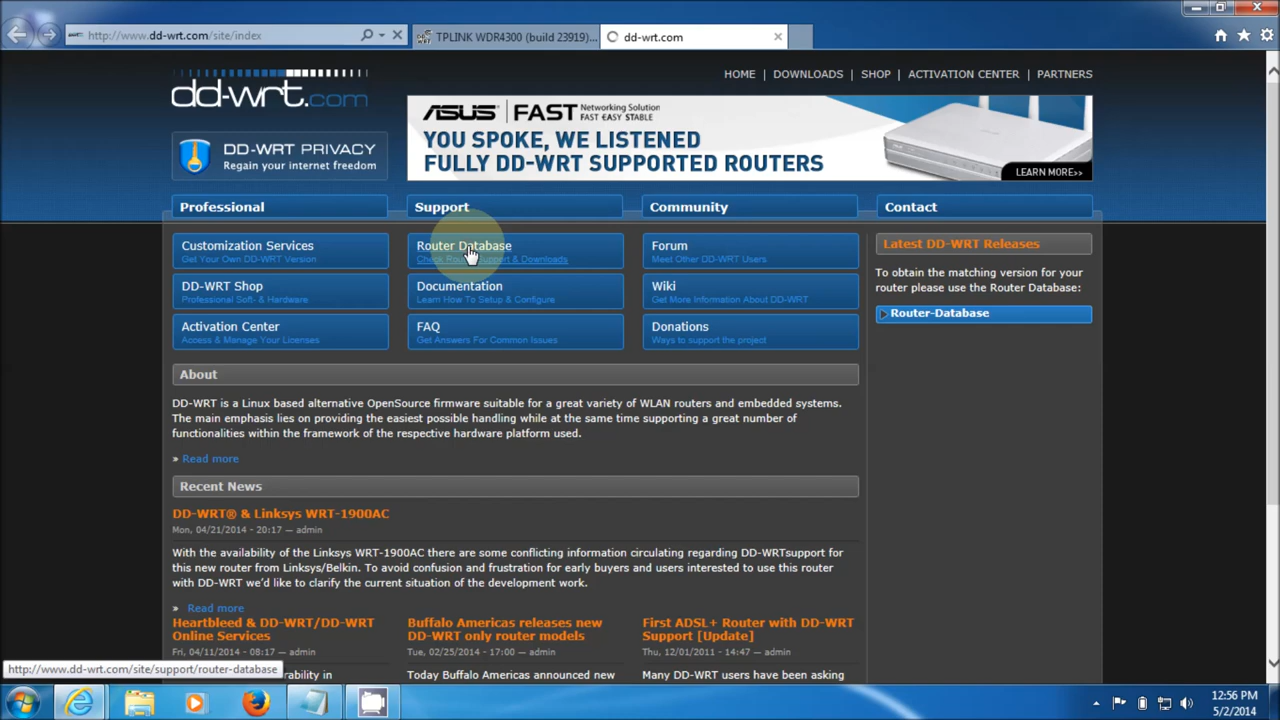 http://www.dd-wrt.com/site/index
TPLINK WDR4300 (build 23919)...
dd-wrt.com
dd-wrt.com
HOME | DOWNLOADS | SHOP | ACTIVATION CENTER | PARTNERS
DD-WRT PRIVACY
Regain your internet freedom
ASUS FAST Networking Solution
FAST EASY STABLE
YOU SPOKE, WE LISTENED
FULLY DD-WRT SUPPORTED ROUTERS
LEARN MORE>>
Professional
Support
Community
Contact
Customization Services
Get Your Own DD-WRT Version
Router Database
Check Router Support & Downloads
Forum
Meet Other DD-WRT Users
Latest DD-WRT Releases
To obtain the matching version for your
router please use the Router Database:
Router-Database
DD-WRT Shop
Professional Soft- & Hardware
Documentation
Learn How To Setup & Configure
Wiki
Get More Information About DD-WRT
Activation Center
Access & Manage Your Licenses
FAQ
Get Answers For Common Issues
Donations
Ways to support the project
About
DD-WRT is a Linux based alternative OpenSource firmware suitable for a great variety of WLAN routers and embedded systems.
The main emphasis lies on providing the easiest possible handling while at the same time supporting a great number of
functionalities within the framework of the respective hardware platform used.
» Read more
Recent News
DD-WRT® & Linksys WRT-1900AC
Mon, 04/21/2014 - 20:17 — admin
With the availability of the Linksys WRT-1900AC there are some conflicting information circulating regarding DD-WRTsupport for
this new router from Linksys/Belkin. To avoid confusion and frustration for early buyers and users interested to use this router
with DD-WRT we'd like to clarify the current situation of the development work.
» Read more
Heartbleed & DD-WRT/DD-WRT
Online Services
Fri, 04/11/2014 - 08:17 — admin
Buffalo Americas releases new
DD-WRT only router models
Tue, 02/25/2014 - 17:00 — admin
Today Buffalo Americas announced new
First ADSL+ Router with DD-WRT
Support [Update]
Thu, 12/01/2011 - 14:47 — admin
Many DD-WRT users have been asking
http://www.dd-wrt.com/site/support/router-database
rability in
12:56 PM
5/2/2014